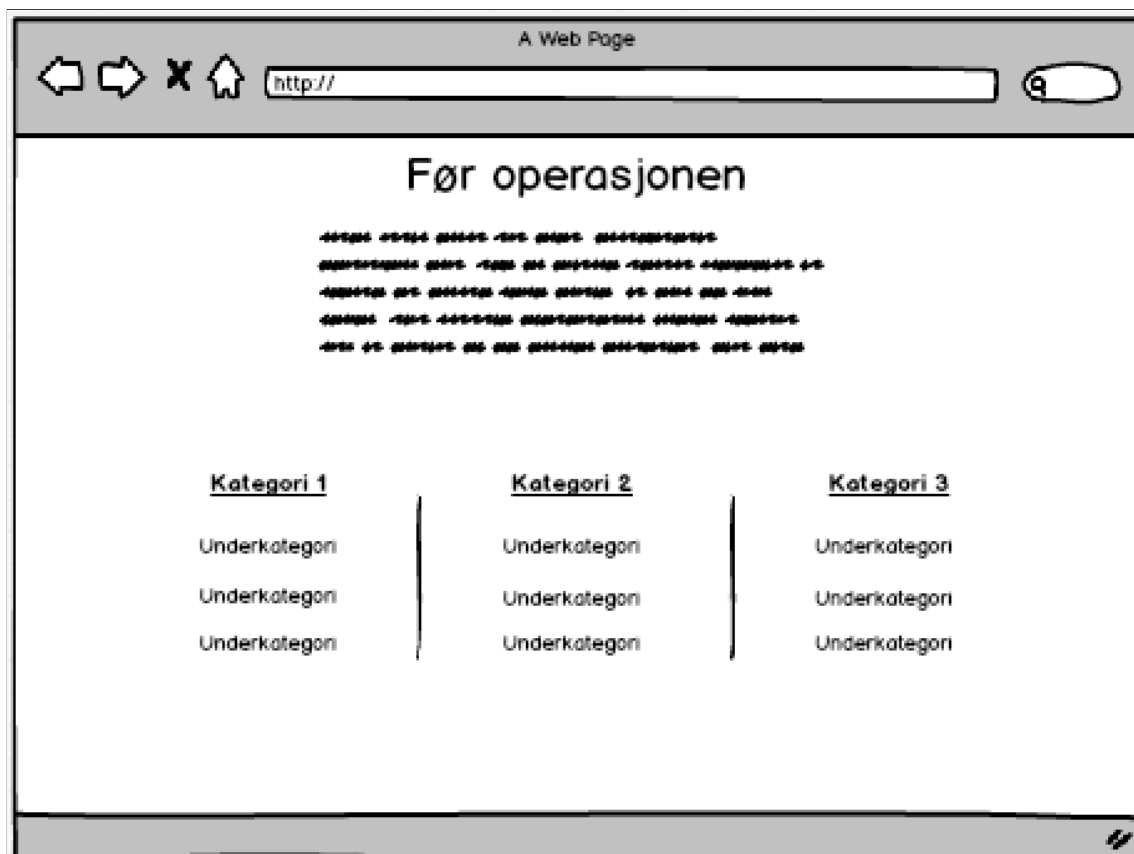 A Web Page
http://
Før operasjonen
Kategori 1 Kategori 2 Kategori 3
Underkategori Underkategori Underkategori
Underkategori Underkategori Underkategori
Underkategori Underkategori Underkategori